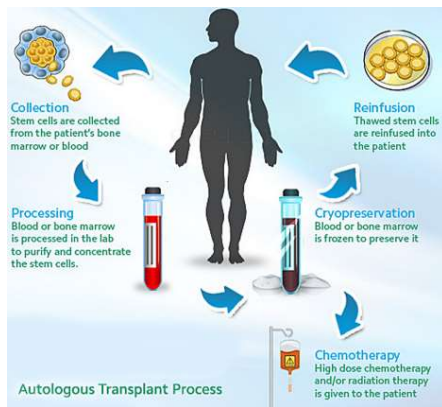 Collection
Stem cells are collected
from the patient's bone
marrow or blood
Processing
Blood or bone marrow
is processed in the lab
to purify and concentrate
the stem cells.
Reinfusion
Thawed stem cells
are reinfused into
the patient
Cryopreservation
Blood or bone marrow
is frozen to preserve it
Chemotherapy
High dose chemotherapy
and/or radiation therapy
is given to the patient
Autologous Transplant Process